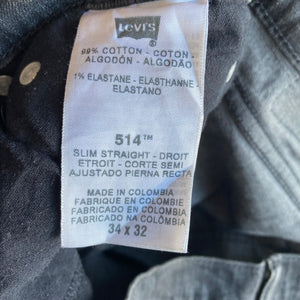 Levi's
®
99% COTTON - COTON -
ALGODÓN - ALGODÃO
1% ELASTANE - ELASTHANNE -
ELASTANO
514™
SLIM STRAIGHT - DROIT
ETROIT - CORTE SEMI
AJUSTADO PIERNA RECTA
MADE IN COLOMBIA
FABRIQUE EN COLOMBIE
FABRICADO EN COLOMBIA
FABRICADO NA COLOMBIA
34 X 32